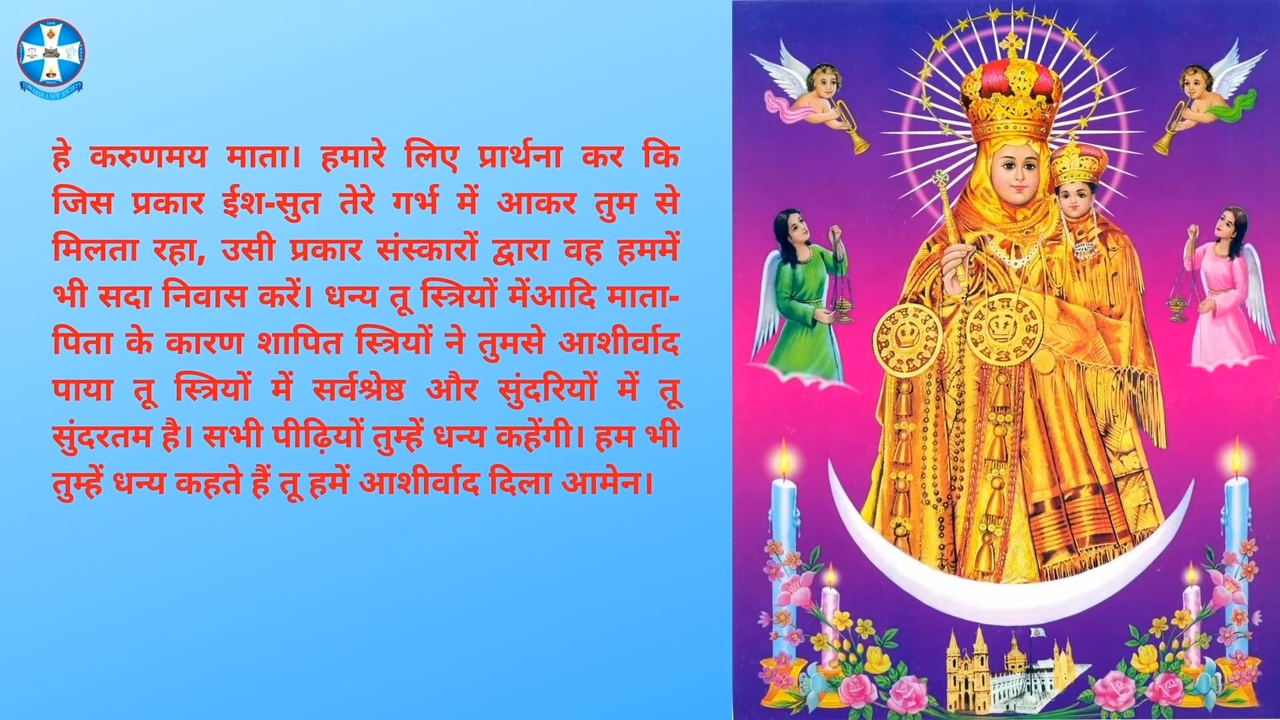 हे करुणमय माता। हमारे लिए प्रार्थना कर कि
जिस प्रकार ईश-सुत तेरे गर्भ में आकर तुम से
मिलता रहा, उसी प्रकार संस्कारों द्वारा वह हममें
भी सदा निवास करें। धन्य तू स्त्रियों मेंआदि माता-
पिता के कारण शापित स्त्रियों ने तुमसे आशीर्वाद
पाया तू स्त्रियों में सर्वश्रेष्ठ और सुंदरियों में तू
सुंदरतम है। सभी पीढ़ियों तुम्हें धन्य कहेंगी। हम भी
तुम्हें धन्य कहते हैं तू हमें आशीर्वाद दिला आमेन।